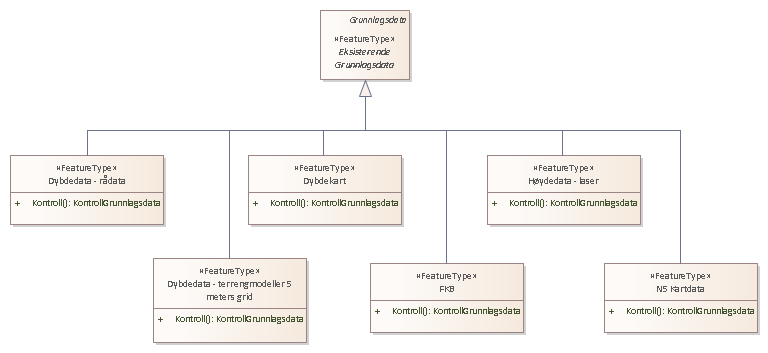 Grunnlagsdata
«FeatureType»
Eksisterende
Grunnlagsdata
«FeatureType»
Dybdedata - rådata
+ Kontroll(): KontrollGrunnlagsdata
«FeatureType»
Dybdekart
+ Kontroll(): KontrollGrunnlagsdata
«FeatureType»
Høydedata - laser
+ Kontroll(): KontrollGrunnlagsdata
«FeatureType»
Dybdedata - terrengmodeller 5
meters grid
+ Kontroll(): KontrollGrunnlagsdata
«FeatureType»
FKB
+ Kontroll(): KontrollGrunnlagsdata
«FeatureType»
N5 Kartdata
+ Kontroll(): KontrollGrunnlagsdata